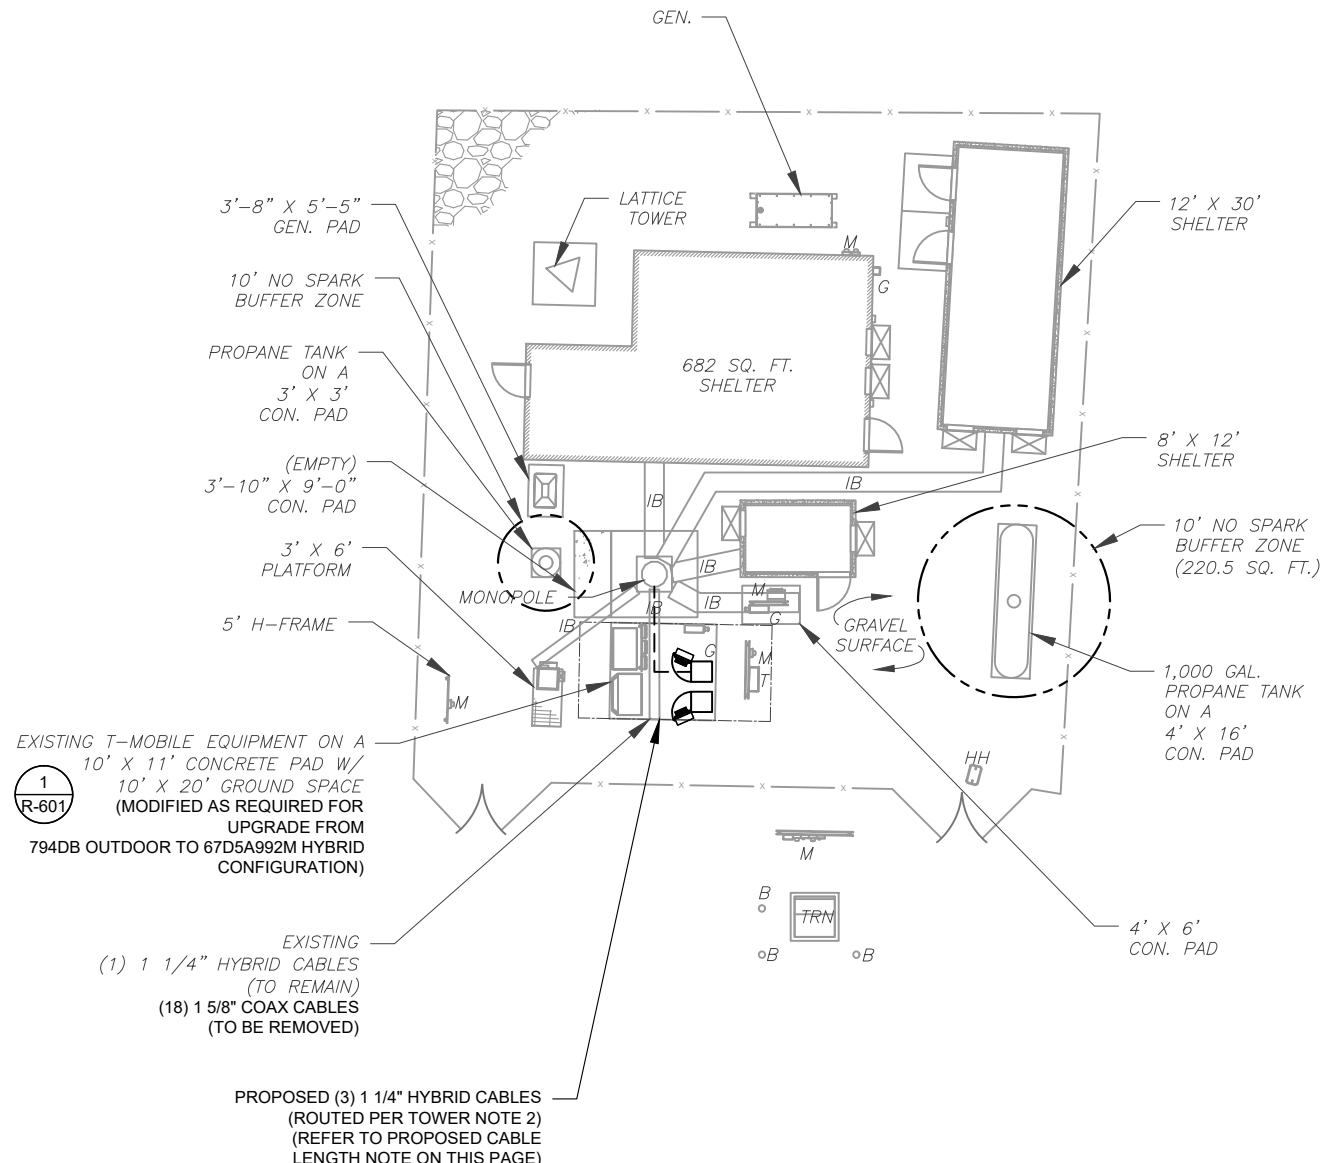 GEN.
LATTICE
TOWER
3'-8" X 5'-5"
GEN. PAD
12' X 30'
SHELTER
M
G
10' NO SPARK
BUFFER ZONE
PROPANE TANK
ON A
3' X 3'
CON. PAD
682 SQ. FT.
SHELTER
(EMPTY)
3'-10" X 9'-0"
CON. PAD
8' X 12'
SHELTER
IB
IB
10' NO SPARK
BUFFER ZONE
(220.5 SQ. FT.)
3' X 6'
PLATFORM
MONOPOLE
IB
IB
IB
IB
M
G
GRAVEL
SURFACE
5' H-FRAME
M
G
M
T
1,000 GAL.
PROPANE TANK
ON A
4' X 16'
CON. PAD
EXISTING T-MOBILE EQUIPMENT ON A
10' X 11' CONCRETE PAD W/
10' X 20' GROUND SPACE
(MODIFIED AS REQUIRED FOR
UPGRADE FROM
794DB OUTDOOR TO 67D5A992M HYBRID
CONFIGURATION)
1
R-601
HH
M
B
TRN
B
B
4' X 6'
CON. PAD
EXISTING
(1) 1 1/4" HYBRID CABLES
(TO REMAIN)
(18) 1 5/8" COAX CABLES
(TO BE REMOVED)
PROPOSED (3) 1 1/4" HYBRID CABLES
(ROUTED PER TOWER NOTE 2)
(REFER TO PROPOSED CABLE
LENGTH NOTE ON THIS PAGE)